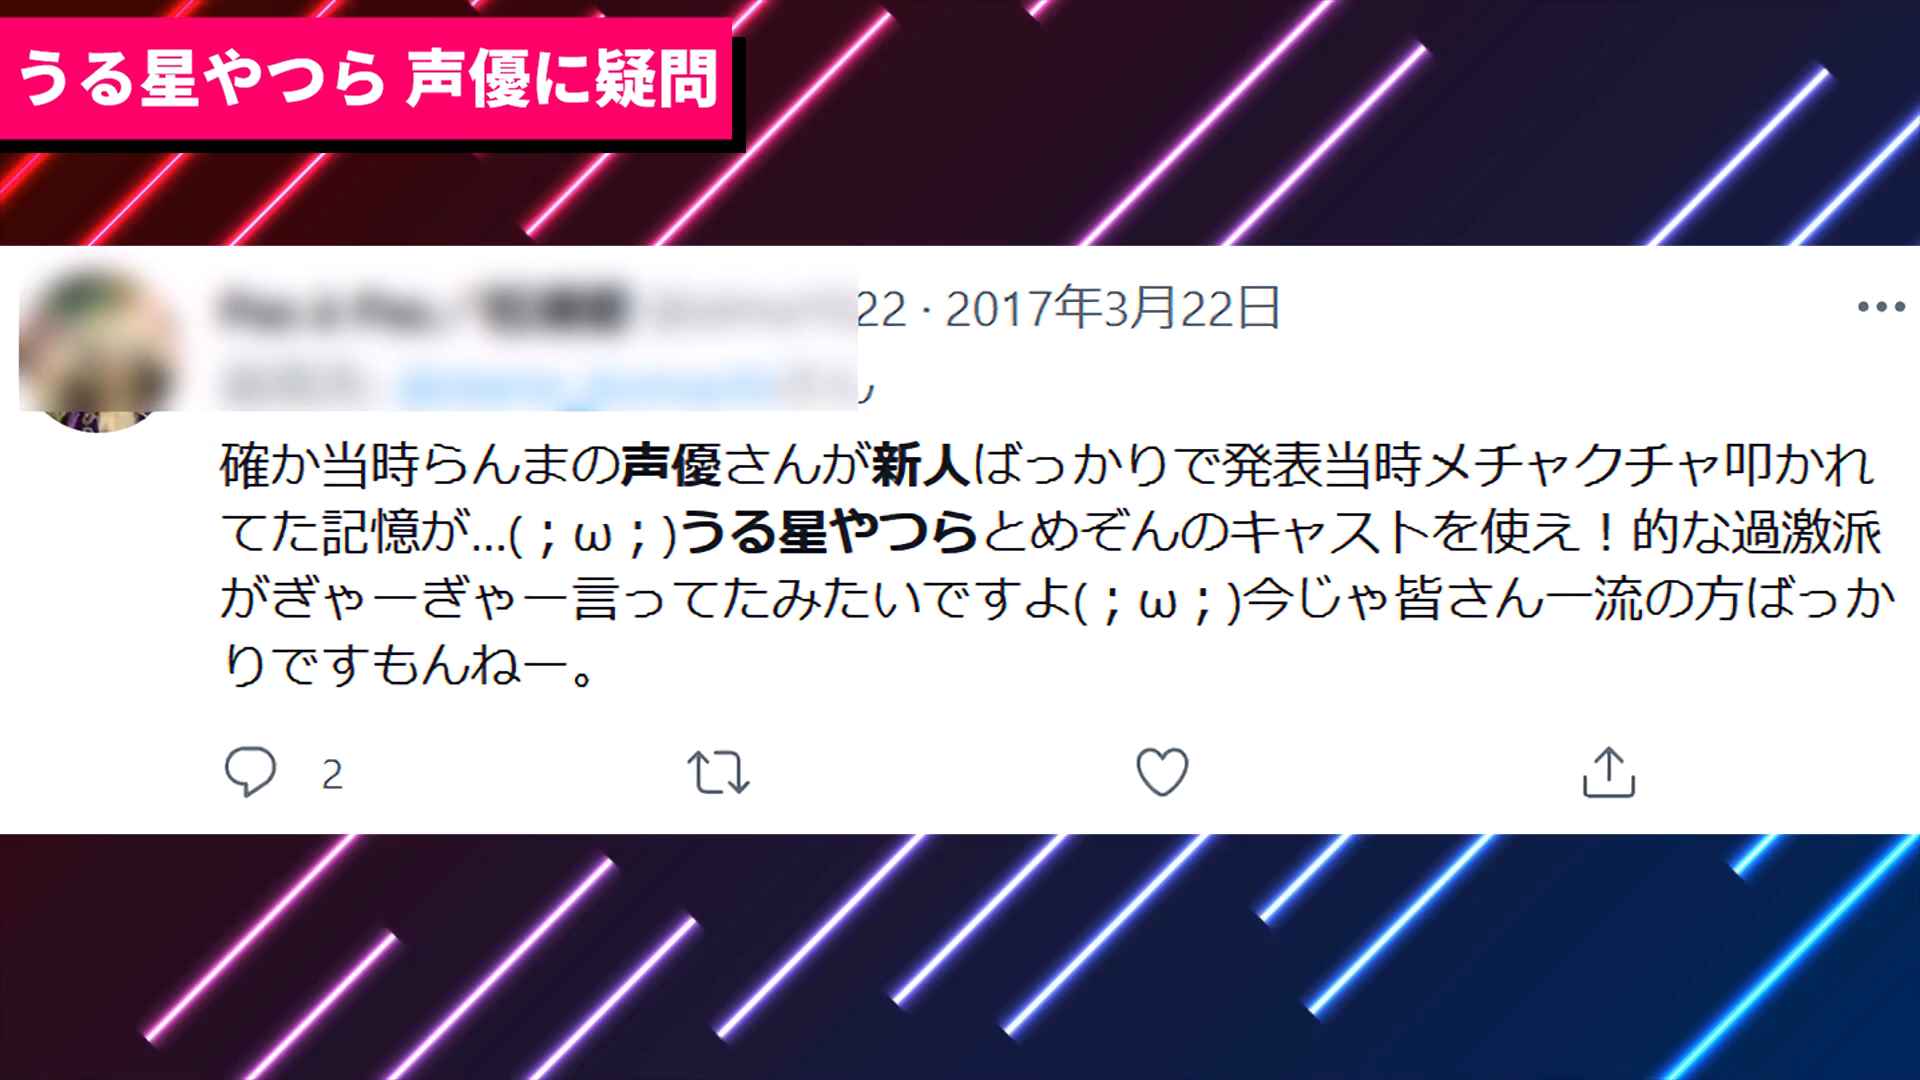 うる星やつら 声優に疑問
22 · 2017年3月22日
確か当時らんまの声優さんが新人ばっかりで発表当時メチャクチャ叩かれ
てた記憶が...(；ω；)うる星やつらとめぞんのキャストを使え！的な過激派
がぎゃーぎゃー言ってたみたいですよ(；ω；)今じゃ皆さん一流の方ばっか
りですもんねー。
2